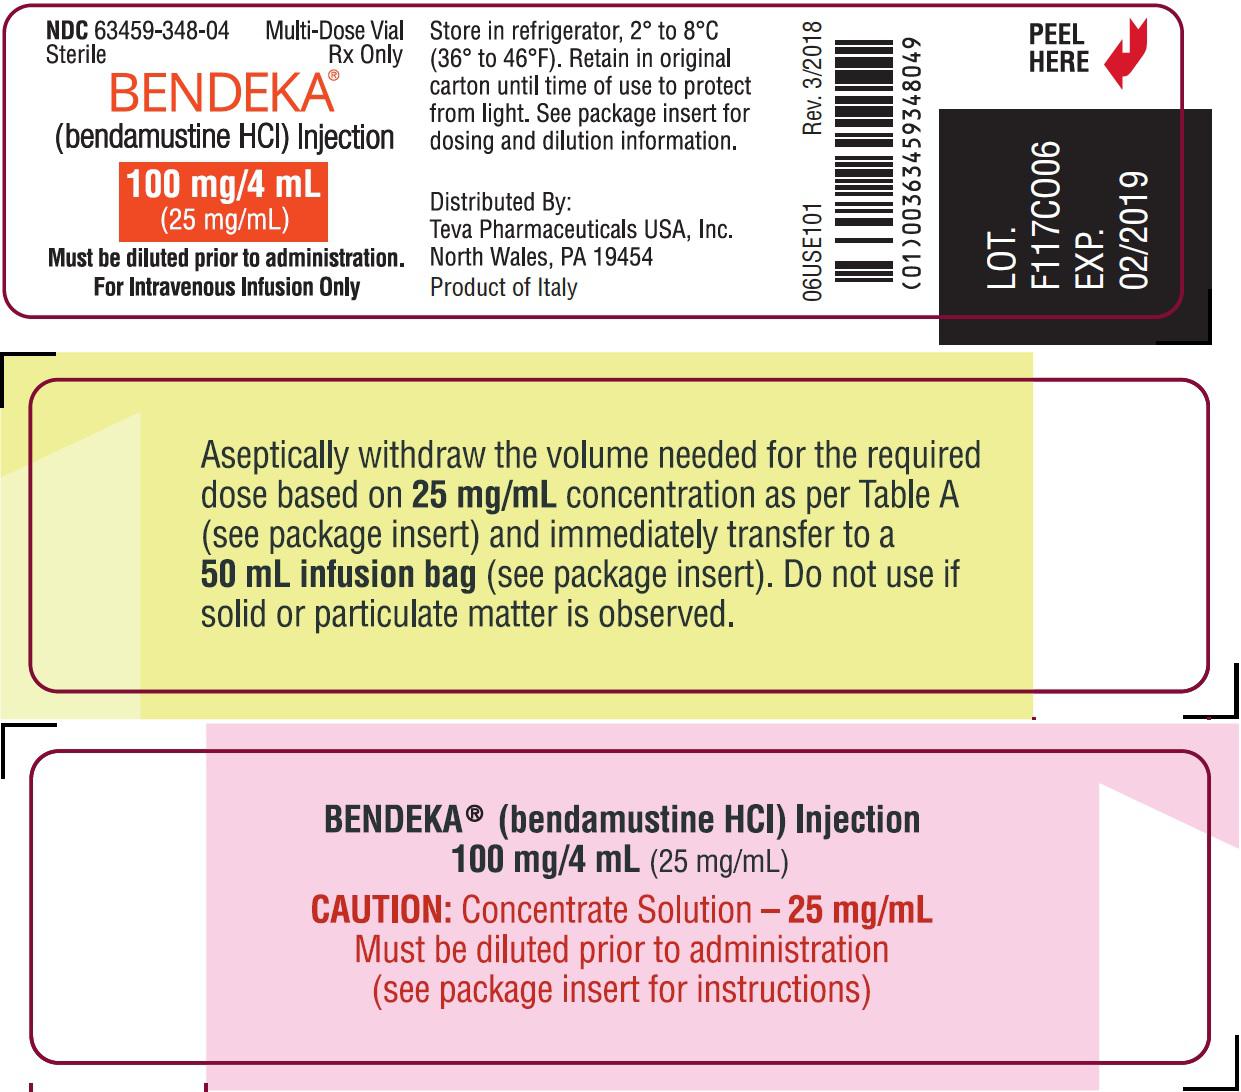 NDC 63459-348-04 Multi-Dose Vial
Sterile Rx Only
BENDEKA®
(bendamustine HCl) Injection
100 mg/4 mL
(25 mg/mL)
Must be diluted prior to administration.
For Intravenous Infusion Only
Store in refrigerator, 2° to 8°C
(36° to 46°F). Retain in original
carton until time of use to protect
from light. See package insert for
dosing and dilution information.
Distributed By:
Teva Pharmaceuticals USA, Inc.
North Wales, PA 19454
Product of Italy
06USE101 Rev. 3/2018
(01)00363459348049
PEEL
HERE
LOT.
F117CO06
EXP.
02/2019
Aseptically withdraw the volume needed for the required
dose based on 25 mg/mL concentration as per Table A
(see package insert) and immediately transfer to a
50 mL infusion bag (see package insert). Do not use if
solid or particulate matter is observed.
BENDEKA® (bendamustine HCl) Injection
100 mg/4 mL (25 mg/mL)
CAUTION: Concentrate Solution – 25 mg/mL
Must be diluted prior to administration
(see package insert for instructions)